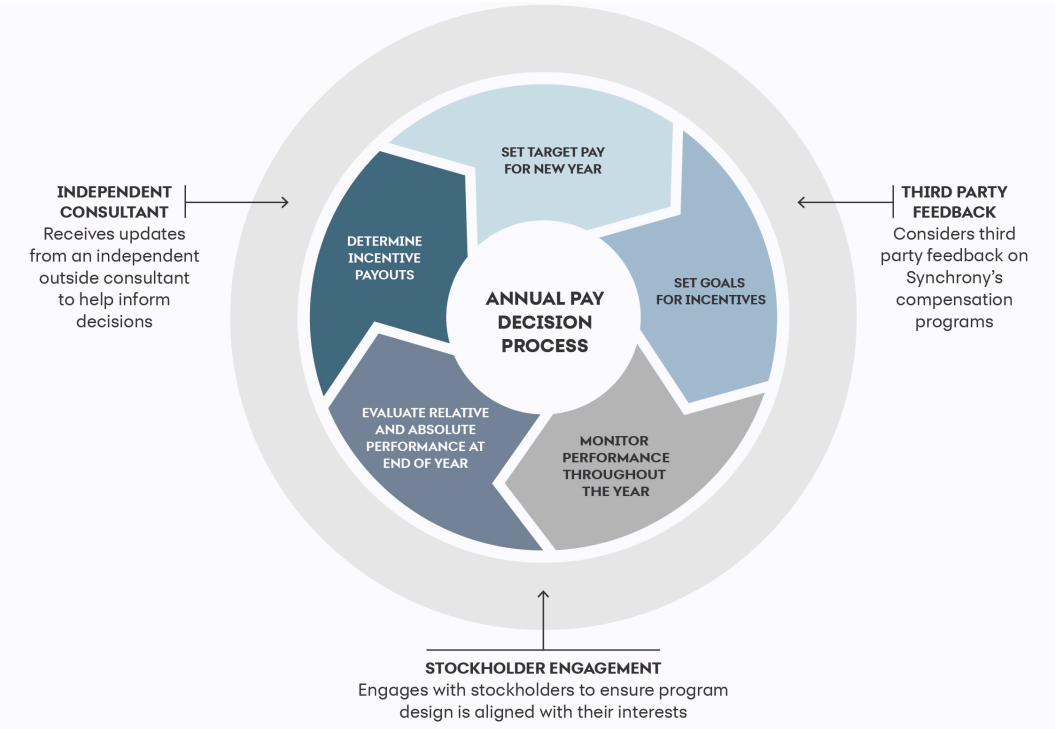 SET TARGET PAY
FOR NEW YEAR
SET GOALS
FOR INCENTIVES
MONITOR
PERFORMANCE
THROUGHOUT
THE YEAR
EVALUATE RELATIVE
AND ABSOLUTE
PERFORMANCE AT
END OF YEAR
DETERMINE
INCENTIVE
PAYOUTS
ANNUAL PAY
DECISION
PROCESS
INDEPENDENT
CONSULTANT
Receives updates
from an independent
outside consultant
to help inform
decisions
THIRD PARTY
FEEDBACK
Considers third
party feedback on
Synchrony’s
compensation
programs
STOCKHOLDER ENGAGEMENT
Engages with stockholders to ensure program
design is aligned with their interests